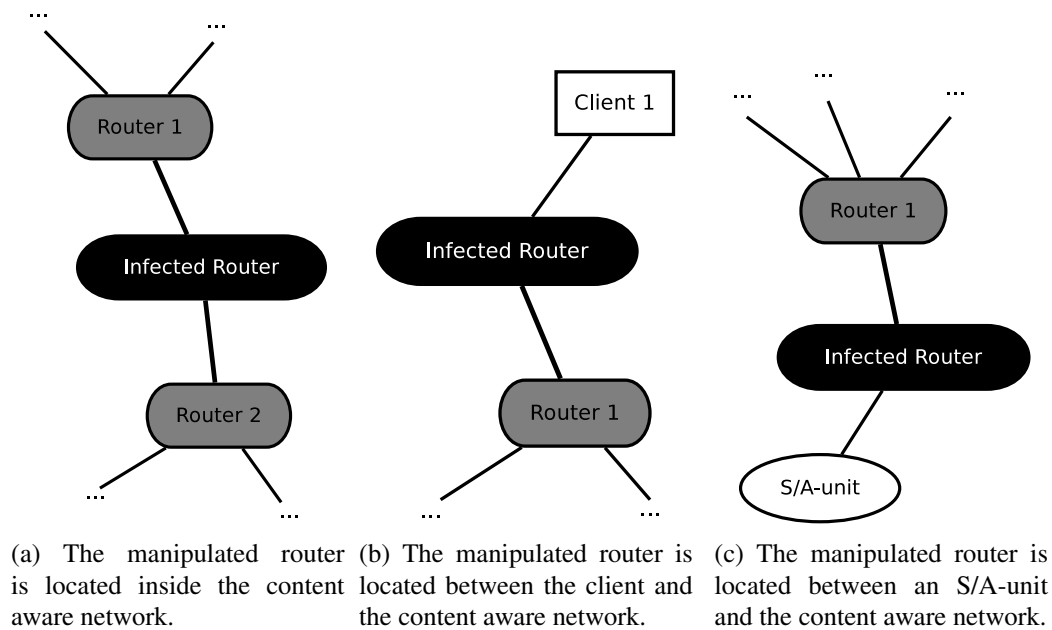 ...
...
Router 1
Infected Router
Router 2
...
...
Client 1
Infected Router
Router 1
...
...
...
...
...
Router 1
Infected Router
S/A-unit
(a) The manipulated router
is located inside the content
aware network.
(b) The manipulated router is
located between the client and
the content aware network.
(c) The manipulated router is
located between an S/A-unit
and the content aware network.